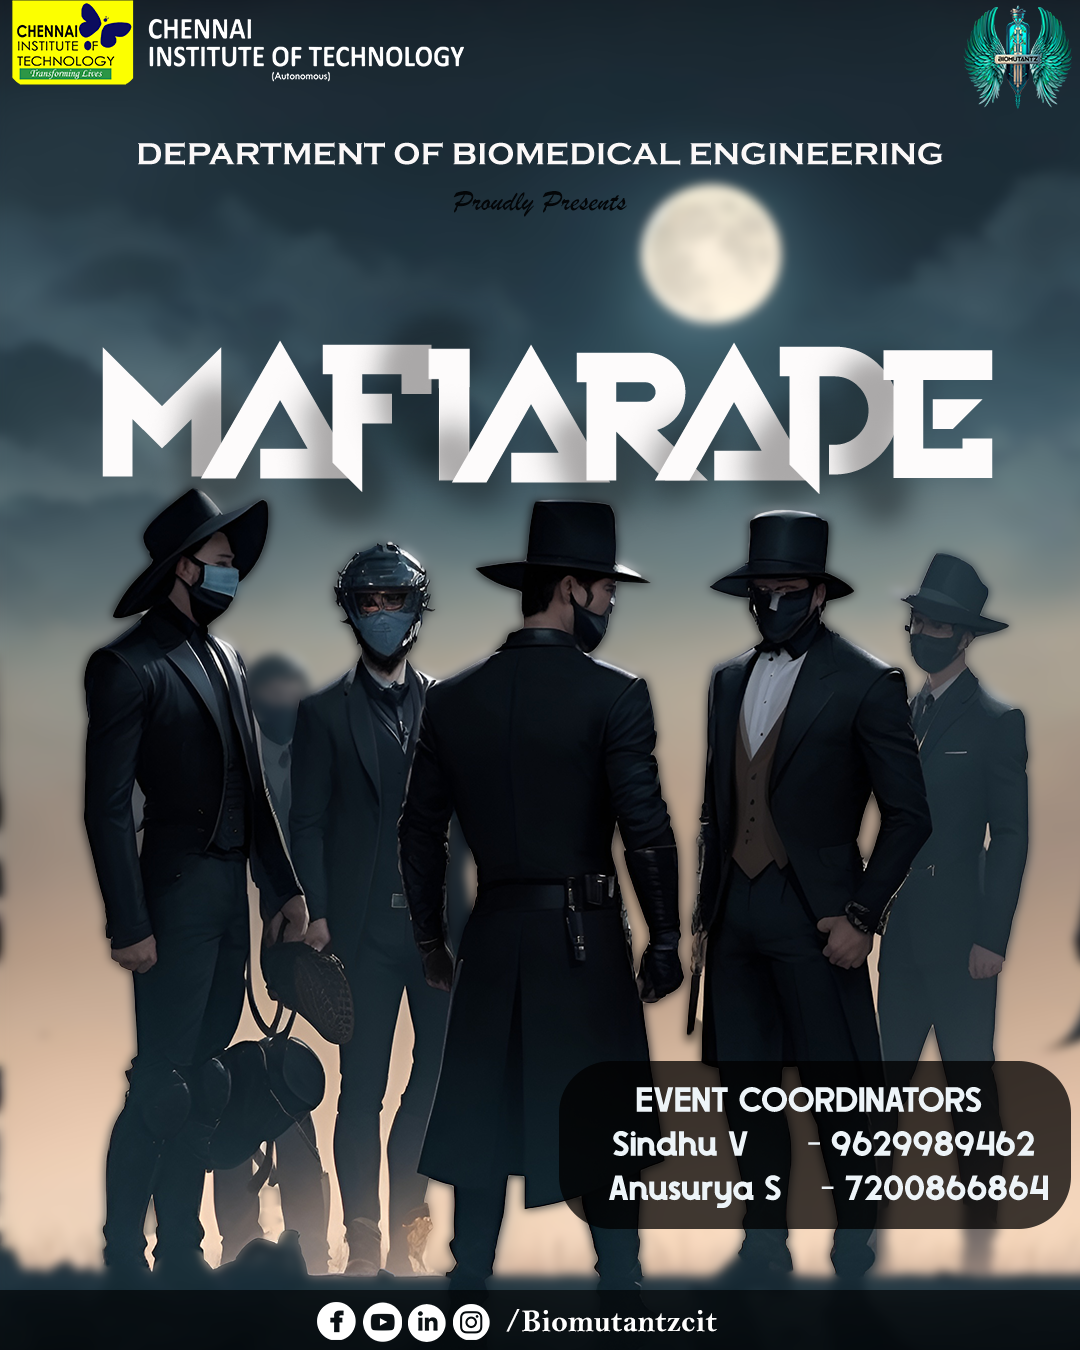 CHENNAI
INSTITUTE OF
TECHNOLOGY
Transforming Lives
CHENNAI
INSTITUTE OF TECHNOLOGY
(Autonomous)
BIOMUTANTZ
DEPARTMENT OF BIOMEDICAL ENGINEERING
Proudly Presents
MAFIARADE
EVENT COORDINATORS
Sindhu V - 9629989462
Anusurya S - 7200866864
/Biomutantzcit